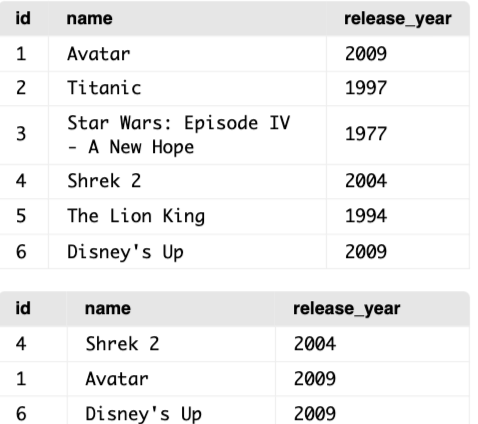 id name release_year
1 Avatar 2009
2 Titanic 1997
3 Star Wars: Episode IV - A New Hope 1977
4 Shrek 2 2004
5 The Lion King 1994
6 Disney's Up 2009
id name release_year
4 Shrek 2 2004
1 Avatar 2009
6 Disney's Up 2009